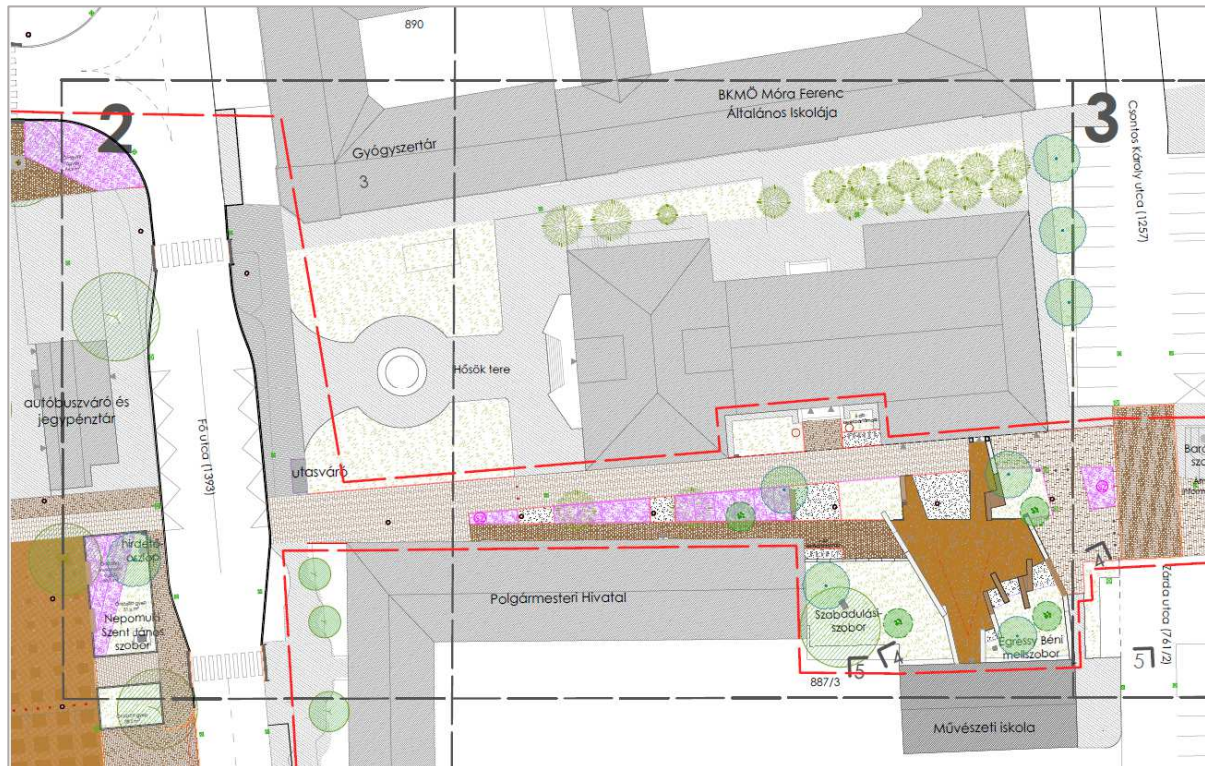 890
2
BKMÖ Móra Ferenc
Általános Iskolája
3
Csontos Károly utca (1257)
Gyógyszertár
3
autóbuszváró és
jegypénztár
Fő utca (1393)
Hősök tere
utasváró
hirdető-
oszlop
Nepomuki
Szent János
szobor
Polgármesteri Hivatal
Szabadulási-
szobor
4
5
887/3
Egressy Béni
mellszobor
4
Zárda utca (761/2)
5
Művészeti iskola